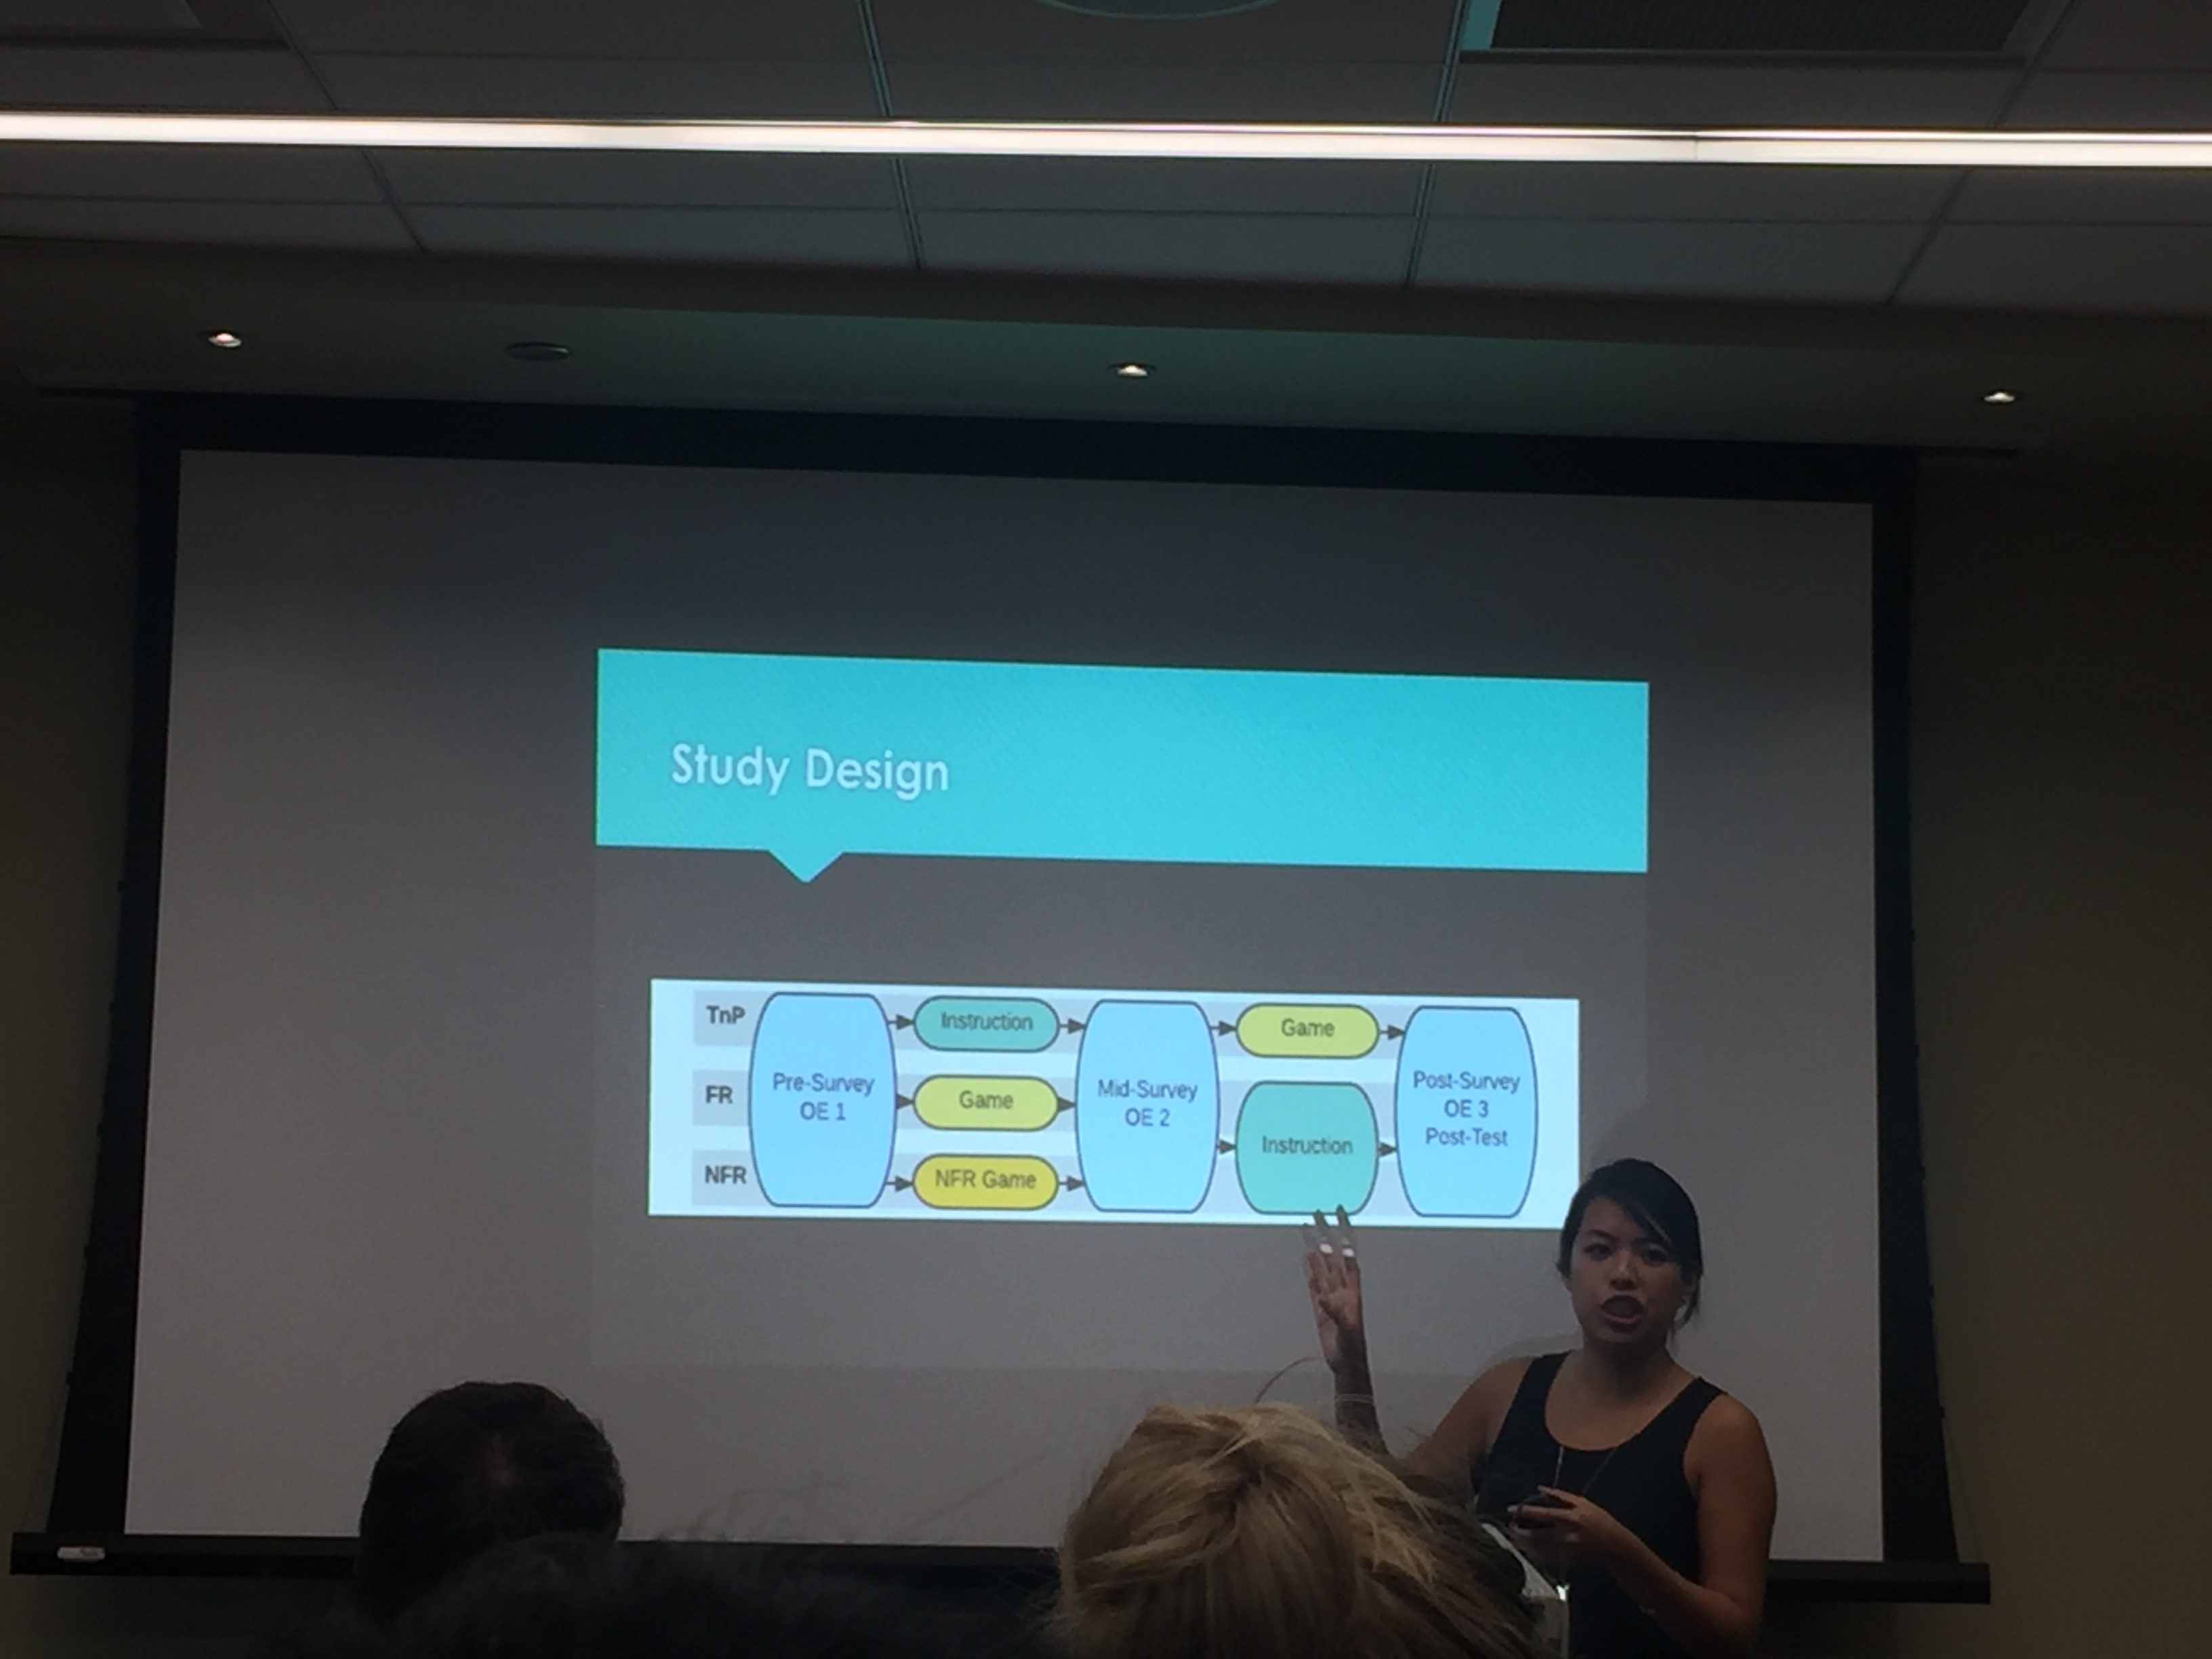 Study Design
TnP
Instruction
Game
Pre-Survey
OE 1
Mid-Survey
OE 2
Post-Survey
OE 3
Post-Test
FR
Game
Instruction
NFR
NFR Game